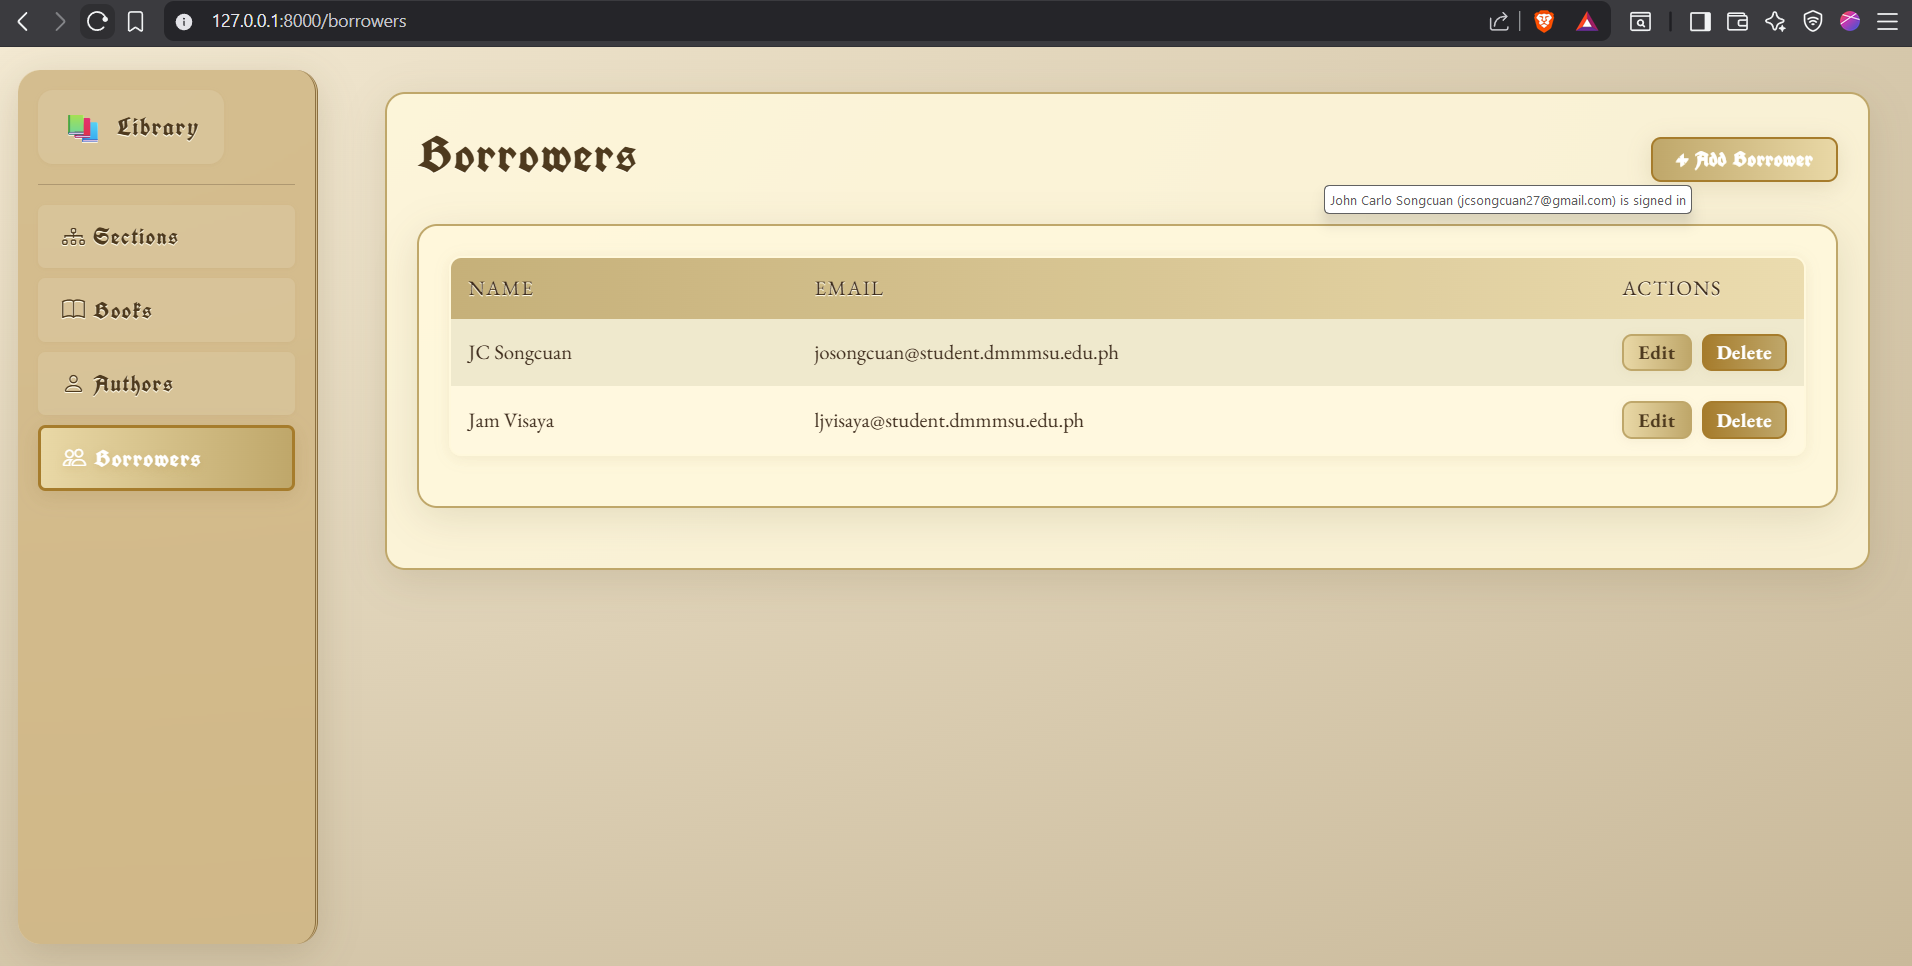 127.0.0.1:8000/borrowers
Library
Sections
Books
Authors
Borrowers
Borrowers
+ Add Borrower
John Carlo Songcuan (jcsongcuan27@gmail.com) is signed in
NAME EMAIL ACTIONS
JC Songcuan josongcuan@student.dmmmsu.edu.ph Edit Delete
Jam Visaya ljvisaya@student.dmmmsu.edu.ph Edit Delete